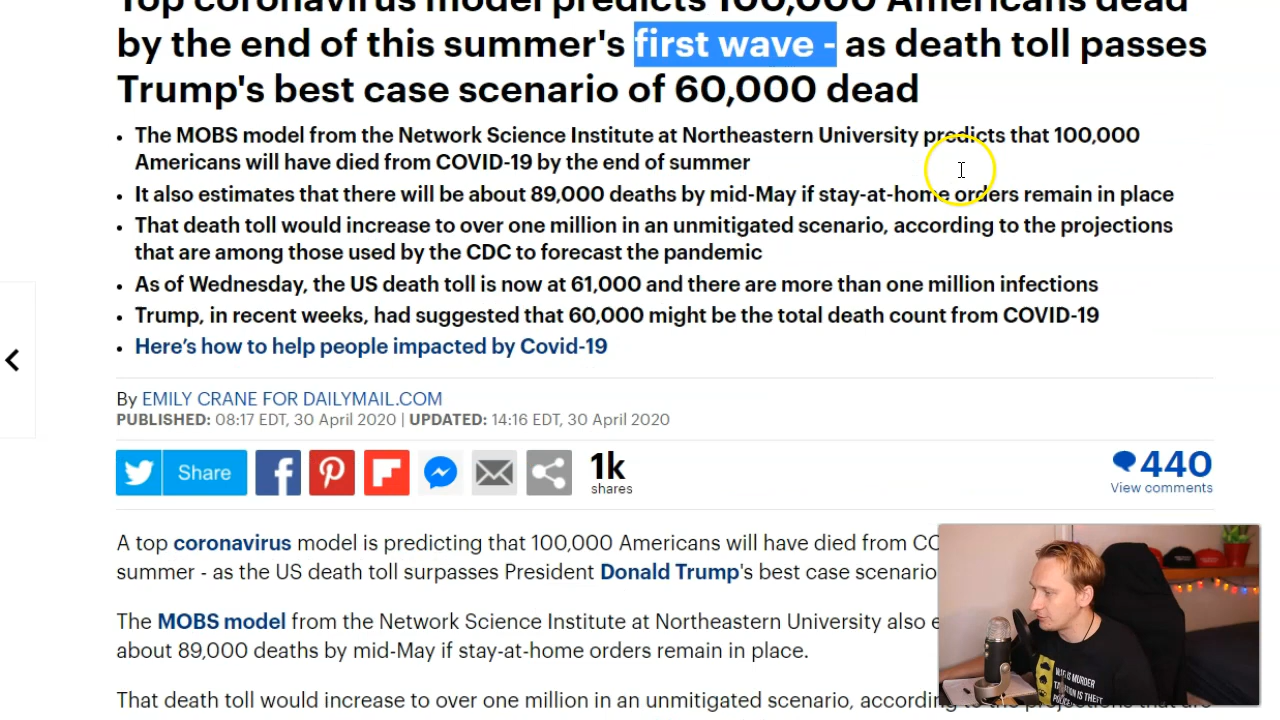 Top coronavirus model predicts 100,000 Americans dead
by the end of this summer's first wave - as death toll passes
Trump's best case scenario of 60,000 dead
• The MOBS model from the Network Science Institute at Northeastern University predicts that 100,000
Americans will have died from COVID-19 by the end of summer
• It also estimates that there will be about 89,000 deaths by mid-May if stay-at-home orders remain in place
• That death toll would increase to over one million in an unmitigated scenario, according to the projections
that are among those used by the CDC to forecast the pandemic
• As of Wednesday, the US death toll is now at 61,000 and there are more than one million infections
• Trump, in recent weeks, had suggested that 60,000 might be the total death count from COVID-19
• Here's how to help people impacted by Covid-19
By EMILY CRANE FOR DAILYMAIL.COM
PUBLISHED: 08:17 EDT, 30 April 2020 | UPDATED: 14:16 EDT, 30 April 2020
Share
1k
shares
440
View comments
A top coronavirus model is predicting that 100,000 Americans will have died from CO
summer - as the US death toll surpasses President Donald Trump's best case scenario
The MOBS model from the Network Science Institute at Northeastern University also e
about 89,000 deaths by mid-May if stay-at-home orders remain in place.
That death toll would increase to over one million in an unmitigated scenario, according to the projections that are
IS MURDER
IS THEFT